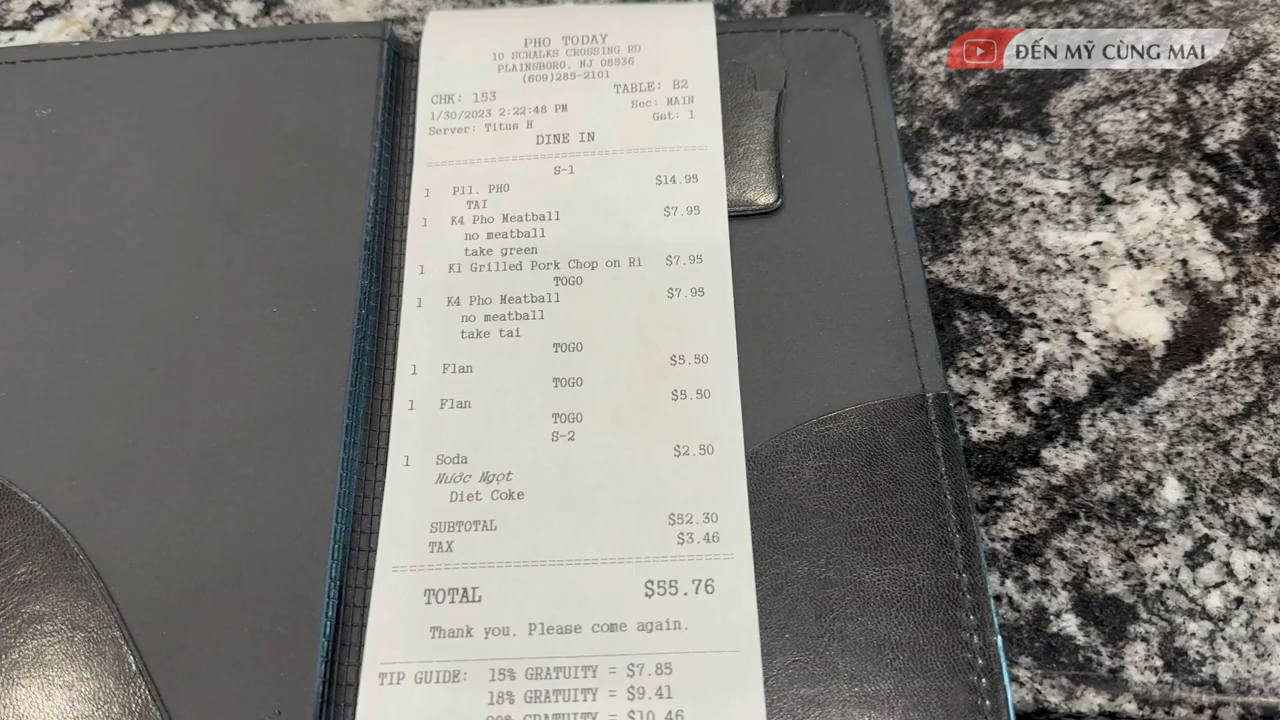 ĐẾN MỸ CÙNG MAI
PHO TODAY
10 SCHALKS CROSSING RD
PLAINSBORO, NJ 08536
(609)285-2101
CHK: 153 TABLE: B2
1/30/2023 2:22:48 PM Sec: MAIN
Server: Titus H Gst: 1
DINE IN
S-1
1 P11. PHO $14.95
TAI
1 K4 Pho Meatball $7.95
no meatball
take green
1 K1 Grilled Pork Chop on Ri $7.95
TOGO
1 K4 Pho Meatball $7.95
no meatball
take tai
TOGO
1 Flan $5.50
TOGO
1 Flan $5.50
TOGO
S-2
1 Soda $2.50
Nước Ngọt
Diet Coke
SUBTOTAL $52.30
TAX $3.46
TOTAL $55.76
Thank you. Please come again.
TIP GUIDE: 15% GRATUITY = $7.85
18% GRATUITY = $9.41
20% GRATUITY = $10.46